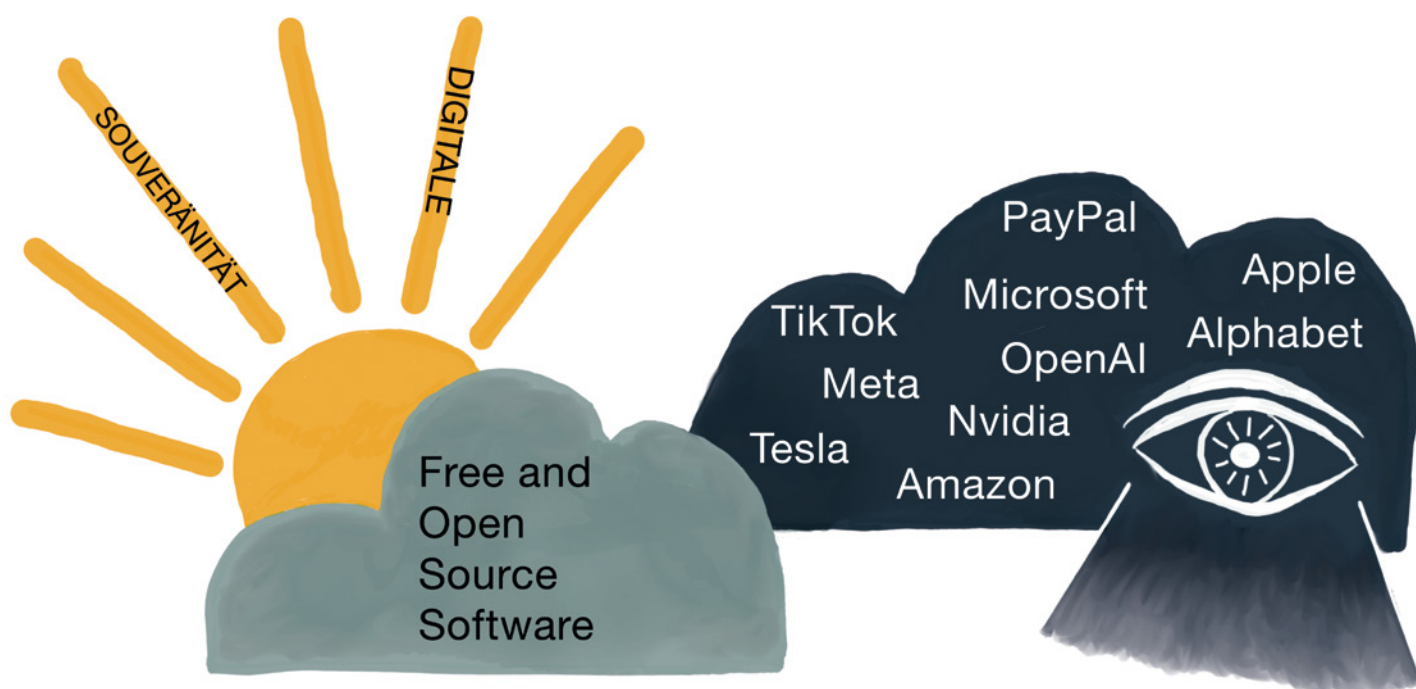 SOUVERÄNITÄT
DIGITALE
Free and
Open
Source
Software
PayPal
Microsoft
OpenAI
Nvidia
Amazon
TikTok
Meta
Tesla
Apple
Alphabet